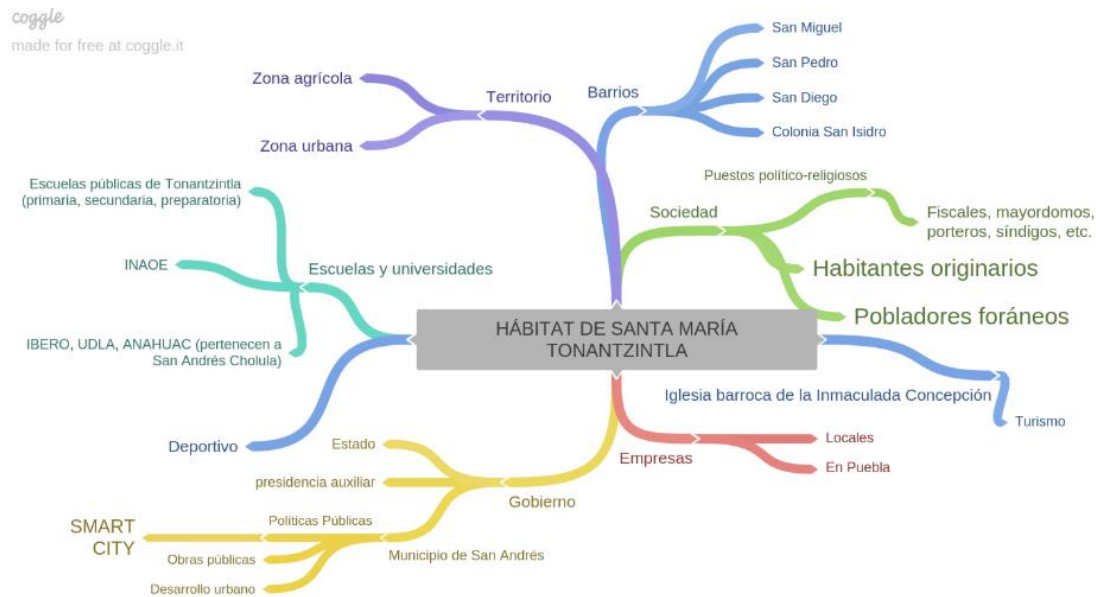 coggle
made for free at coggle.it
HÁBITAT DE SANTA MARÍA
TONANTZINTLA
Territorio
Zona agrícola
Zona urbana
Barrios
San Miguel
San Pedro
San Diego
Colonia San Isidro
Sociedad
Puestos político-religiosos
Fiscales, mayordomos,
porteros, síndigos, etc.
Habitantes originarios
Pobladores foráneos
Iglesia barroca de la Inmaculada Concepción
Turismo
Empresas
Locales
En Puebla
Gobierno
Estado
presidencia auxiliar
Municipio de San Andrés
Políticas Públicas
SMART
CITY
Obras públicas
Desarrollo urbano
Deportivo
Escuelas y universidades
Escuelas públicas de Tonantzintla
(primaria, secundaria, preparatoria)
INAOE
IBERO, UDLA, ANAHUAC (pertenecen a
San Andrés Cholula)